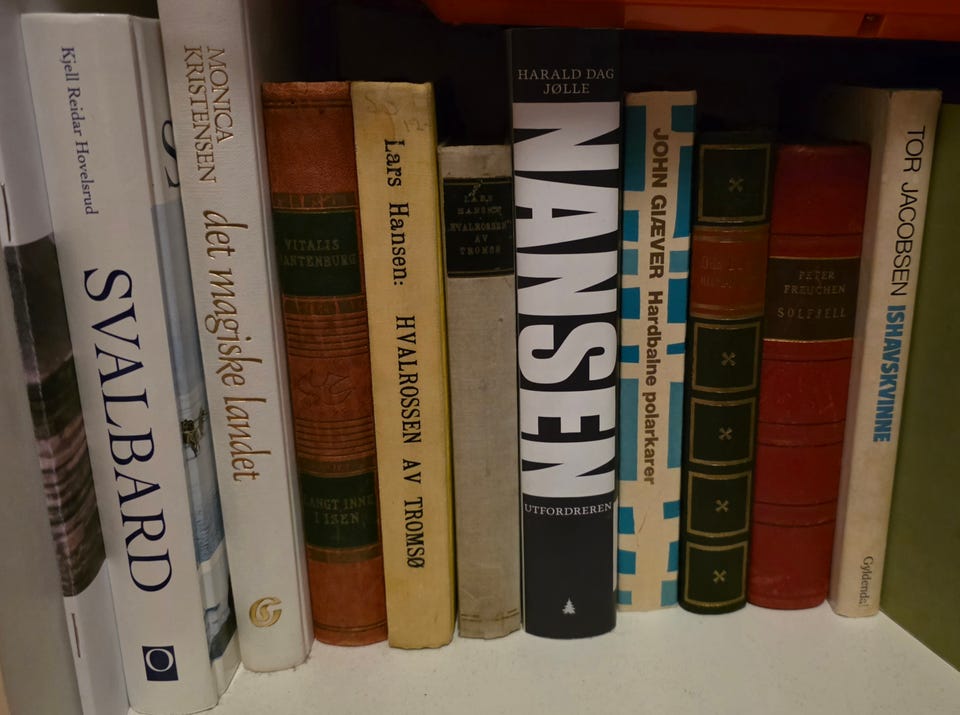 Kjell Reidar Hovelsrud
SVALBARD
MONICA
KRISTENSEN
det magiske landet
VITALIS
PANTENBURG
LANGT INNE
I ISEN
Lars Hansen:
HVALROSSEN AV TROMSØ
LARS
HANSEN
"HVALROSSEN"
AV
TROMSØ
HARALD DAG
JØLLE
NANSEN
UTFORDREREN
JOHN GIÆVER Hardbalne polarkarer
PETER
FREUCHEN
SOLFJELL
TOR JACOBSEN
ISHAVSKVINNE
Gyldendal